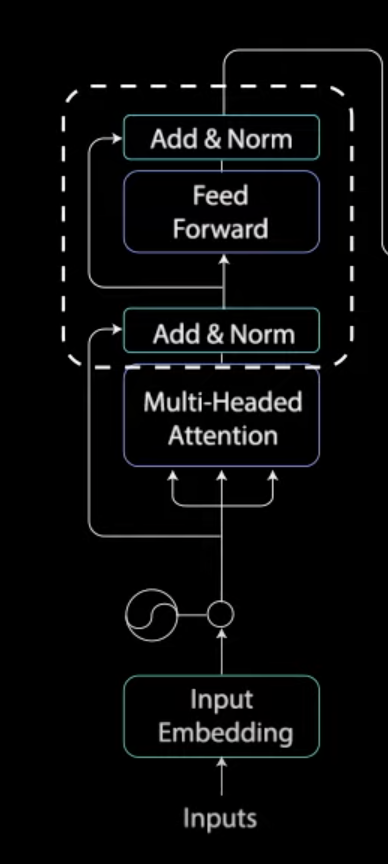 Add & Norm
Feed
Forward
Add & Norm
Multi-Headed
Attention
Input
Embedding
Inputs